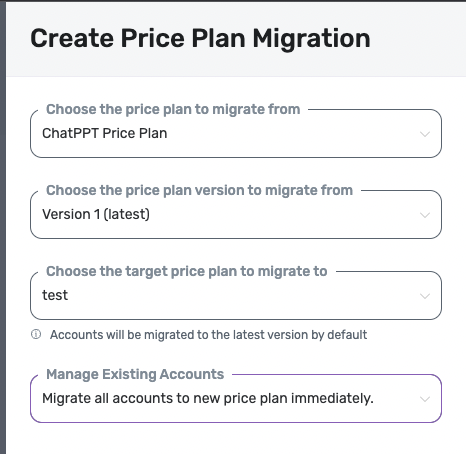 Create Price Plan Migration
Choose the price plan to migrate from
ChatPPT Price Plan
Choose the price plan version to migrate from
Version 1 (latest)
Choose the target price plan to migrate to
test
Accounts will be migrated to the latest version by default
Manage Existing Accounts
Migrate all accounts to new price plan immediately.